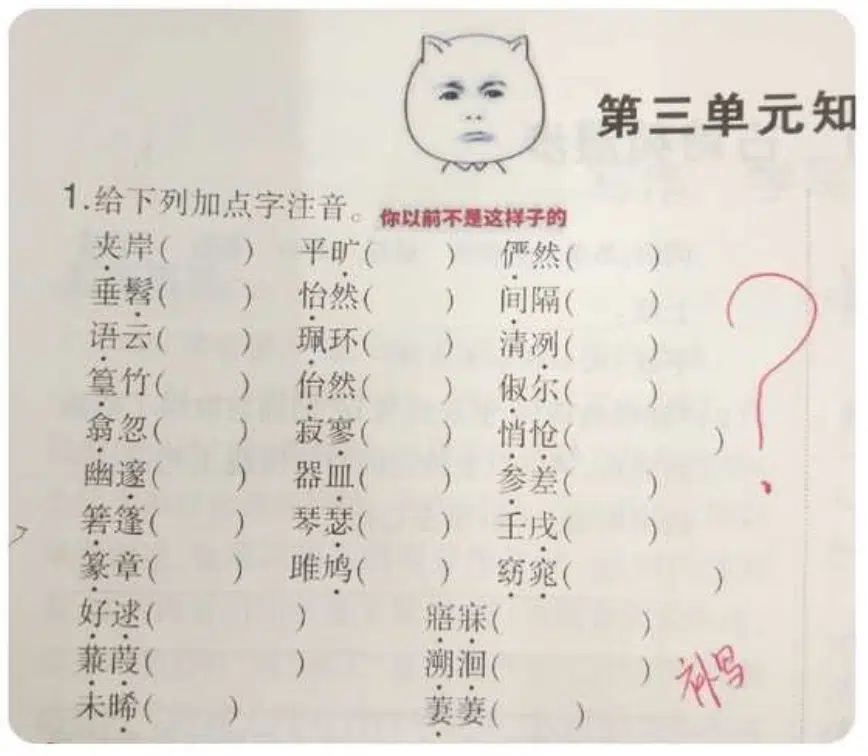 第三单元知
1.给下列加点字注音。
你以前不是这样子的
夹岸( ) 平旷( ) 俨然( )
垂髫( ) 怡然( ) 间隔( )
语云( ) 珮环( ) 清冽( )
篁竹( ) 佁然( ) 俶尔( )
翕忽( ) 寂寥( ) 悄怆( )
幽邃( ) 器皿( ) 参差( )
箬篷( ) 琴瑟( ) 壬戌( )
篆章( ) 雎鸠( ) 窈窕( )
好逑( ) 寤寐( )
蒹葭( ) 溯洄( )
未晞( ) 萋萋( )
?
补写